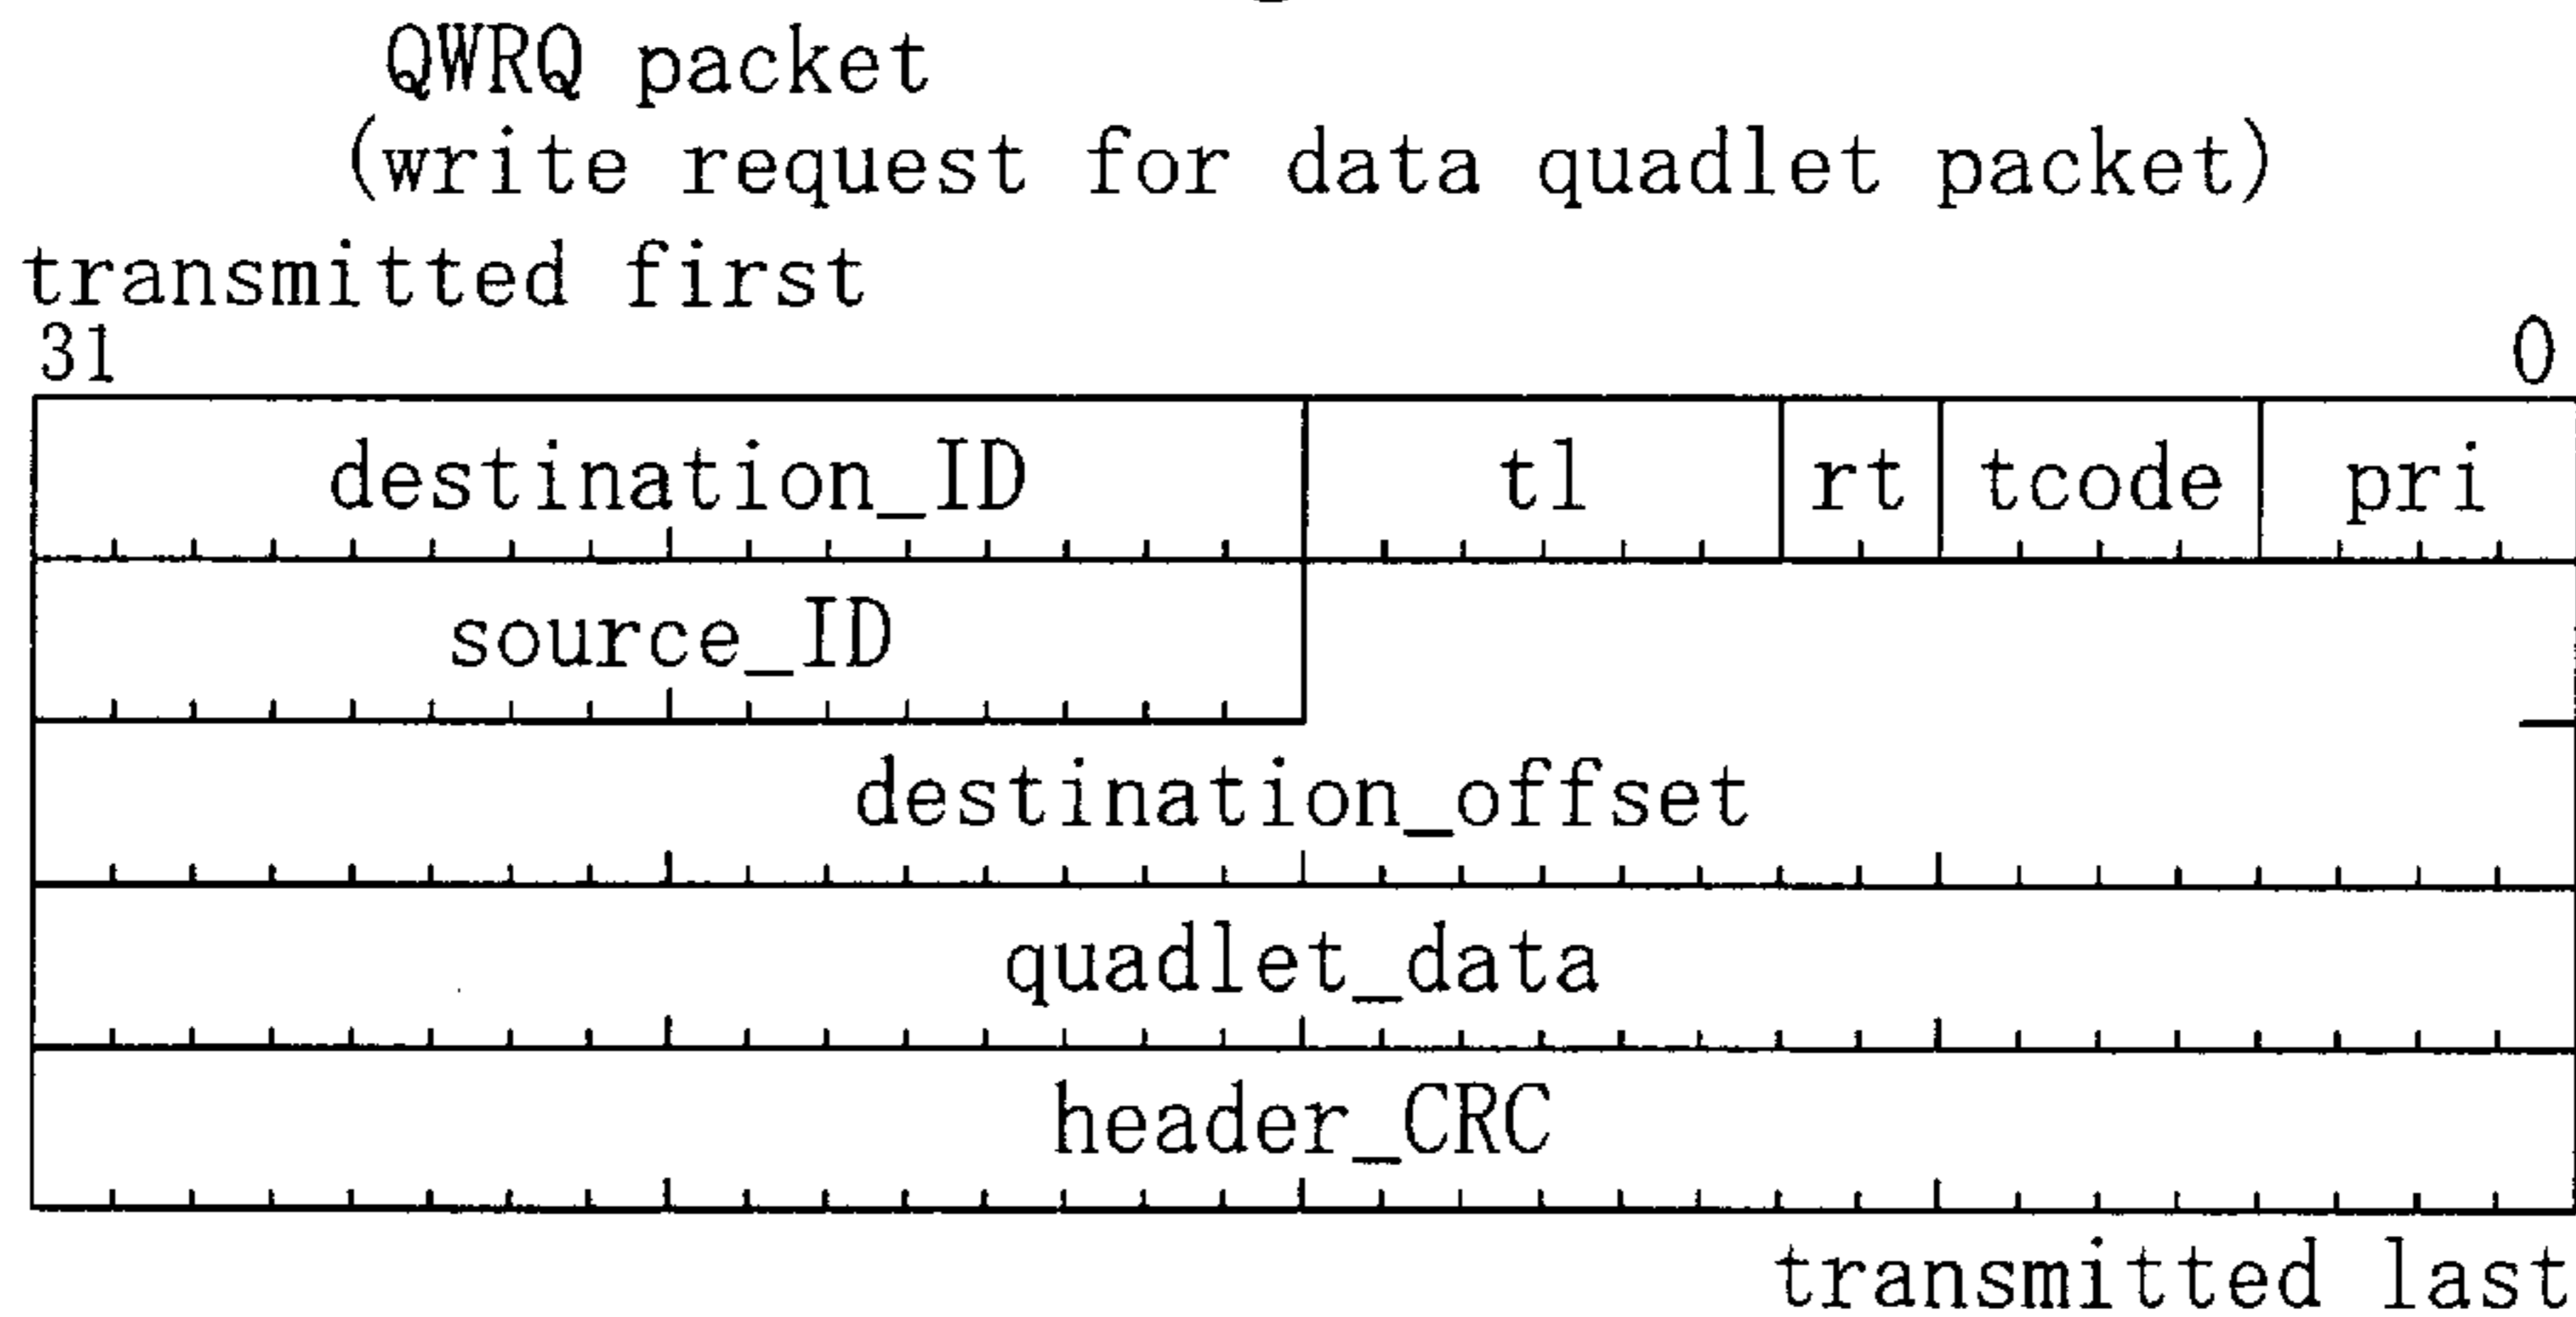 QWRQ packet
(write request for data quadlet packet)
transmitted first
31 0
destination_ID tl rt tcode pri
source_ID
destination_offset
quadlet_data
header_CRC
transmitted last